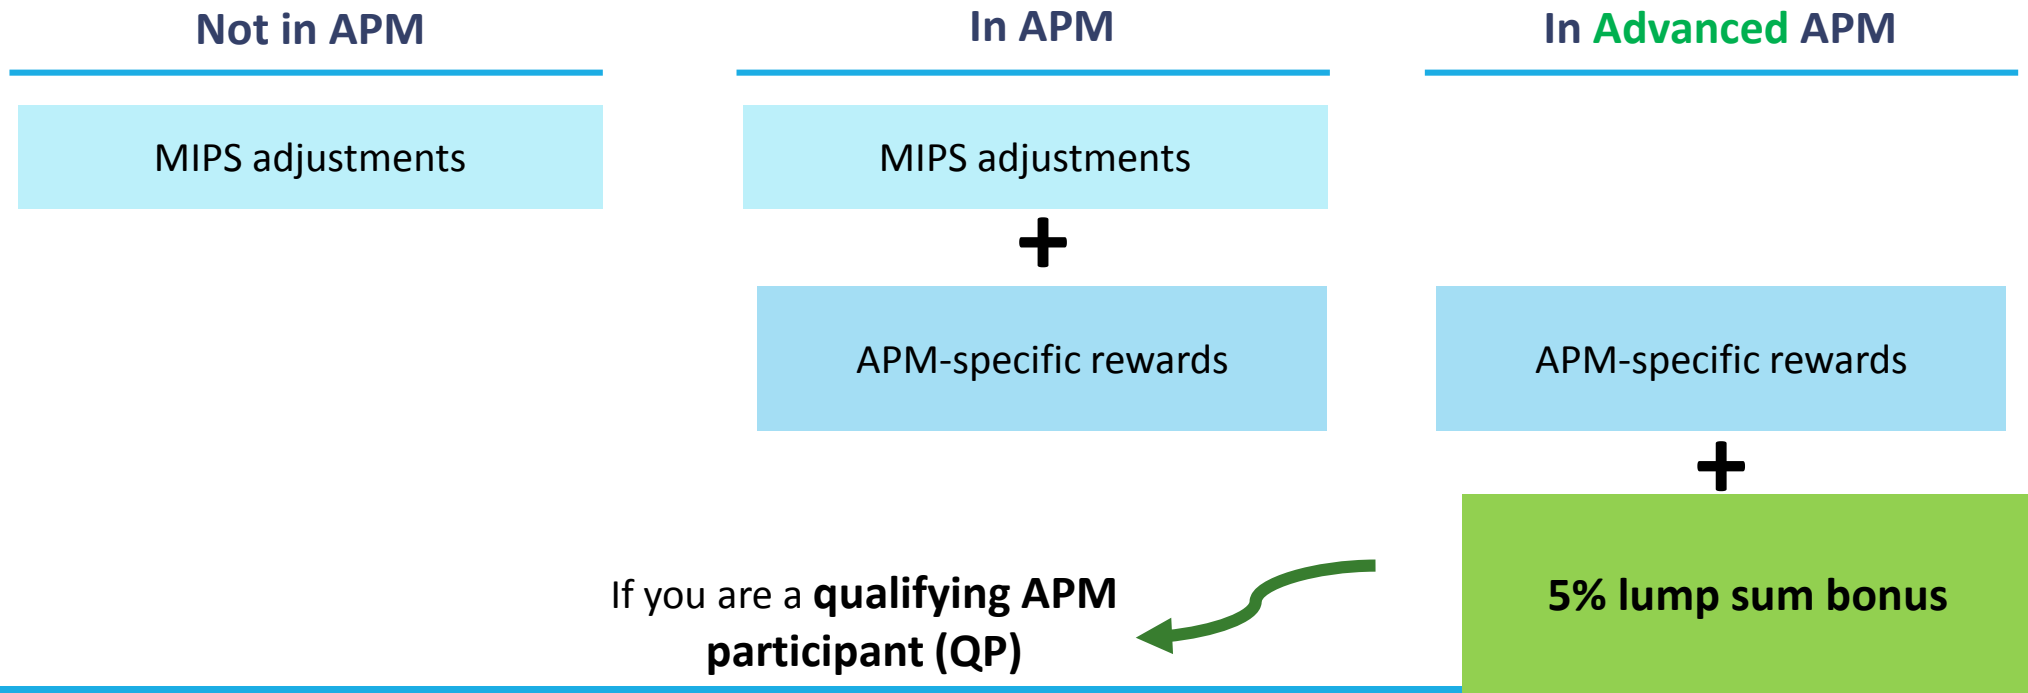 Not in APM
In APM
In Advanced APM
MIPS adjustments
MIPS adjustments
+
APM-specific rewards
APM-specific rewards
+
If you are a qualifying APM
participant (QP)
5% lump sum bonus